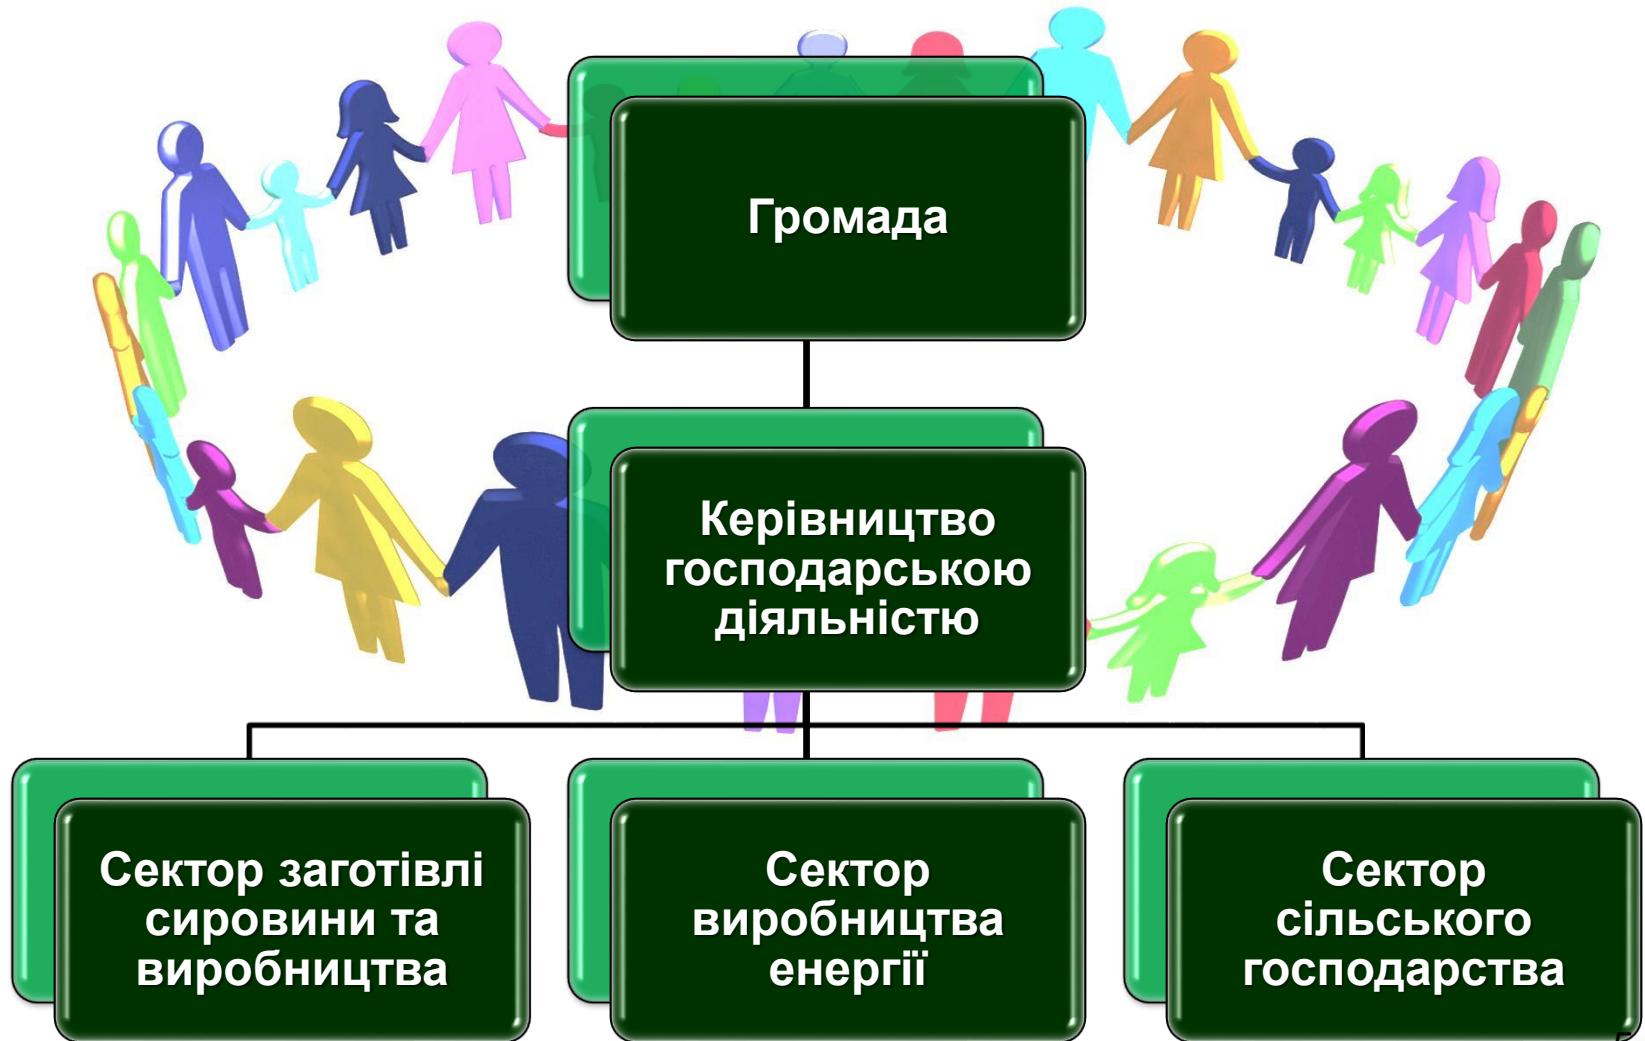 Громада
Керівництво
господарською
діяльністю
Сектор заготівлі
сировини та
виробництва
Сектор
виробництва
енергії
Сектор
сільського
господарства